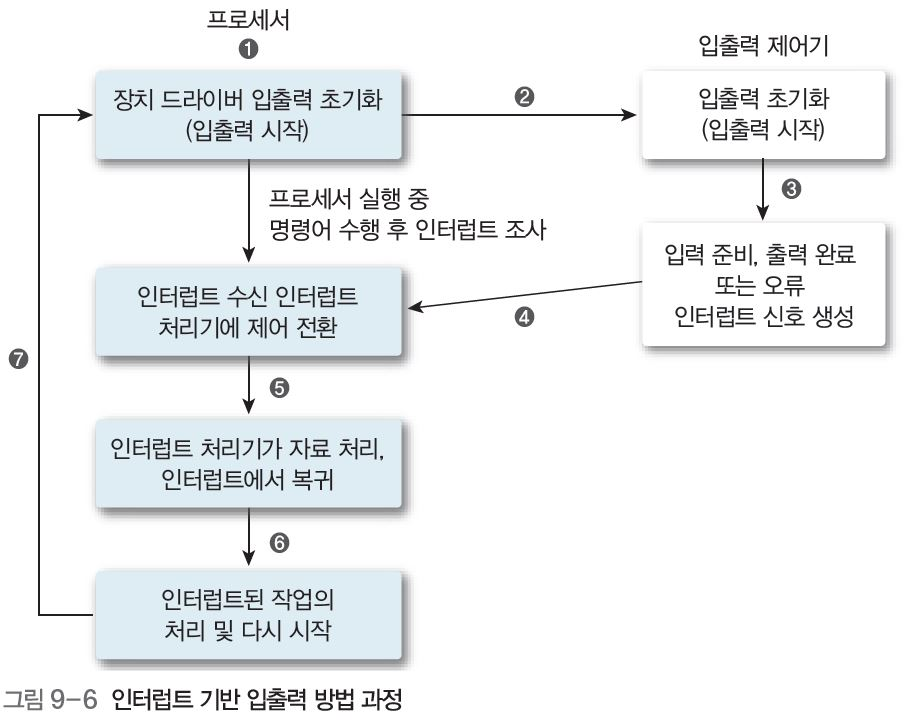 프로세서
❶
입출력 제어기
장치 드라이버 입출력 초기화
(입출력 시작)
❷
입출력 초기화
(입출력 시작)
❸
프로세서 실행 중
명령어 수행 후 인터럽트 조사
입력 준비, 출력 완료
또는 오류
인터럽트 신호 생성
❹
인터럽트 수신 인터럽트
처리기에 제어 전환
❺
인터럽트 처리기가 자료 처리,
인터럽트에서 복귀
❻
인터럽트된 작업의
처리 및 다시 시작
❼
그림 9-6 인터럽트 기반 입출력 방법 과정